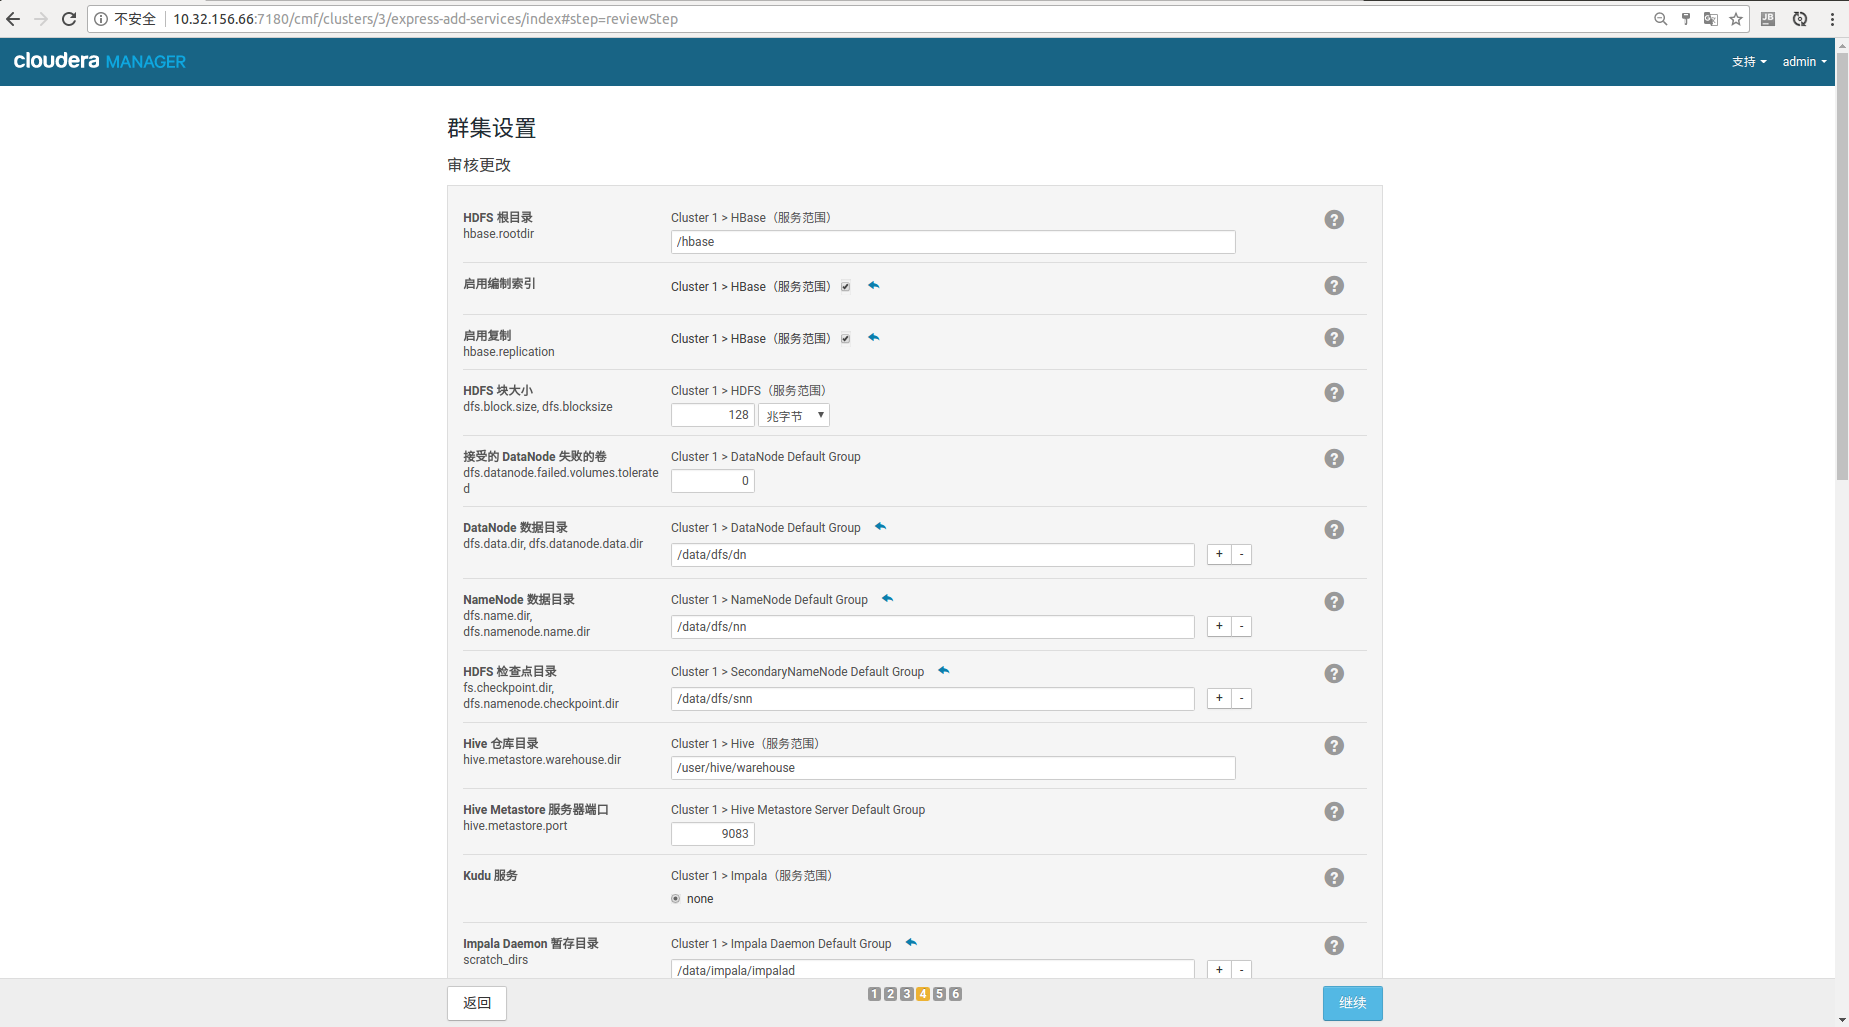 不安全 10.32.156.66:7180/cmf/clusters/3/express-add-services/index#step=reviewStep
cloudera MANAGER
支持 admin
群集设置
审核更改
HDFS 根目录
hbase.rootdir
Cluster 1 > HBase（服务范围）
/hbase
启用编制索引
Cluster 1 > HBase（服务范围）
启用复制
hbase.replication
Cluster 1 > HBase（服务范围）
HDFS 块大小
dfs.block.size, dfs.blocksize
Cluster 1 > HDFS（服务范围）
128 兆字节
接受的 DataNode 失败的卷
dfs.datanode.failed.volumes.tolerate
d
Cluster 1 > DataNode Default Group
0
DataNode 数据目录
dfs.data.dir, dfs.datanode.data.dir
Cluster 1 > DataNode Default Group
/data/dfs/dn
+ -
NameNode 数据目录
dfs.name.dir,
dfs.namenode.name.dir
Cluster 1 > NameNode Default Group
/data/dfs/nn
+ -
HDFS 检查点目录
fs.checkpoint.dir,
dfs.namenode.checkpoint.dir
Cluster 1 > SecondaryNameNode Default Group
/data/dfs/snn
+ -
Hive 仓库目录
hive.metastore.warehouse.dir
Cluster 1 > Hive（服务范围）
/user/hive/warehouse
Hive Metastore 服务器端口
hive.metastore.port
Cluster 1 > Hive Metastore Server Default Group
9083
Kudu 服务
Cluster 1 > Impala（服务范围）
none
Impala Daemon 暂存目录
scratch_dirs
Cluster 1 > Impala Daemon Default Group
/data/impala/impalad
+ -
返回
1 2 3 4 5 6
继续